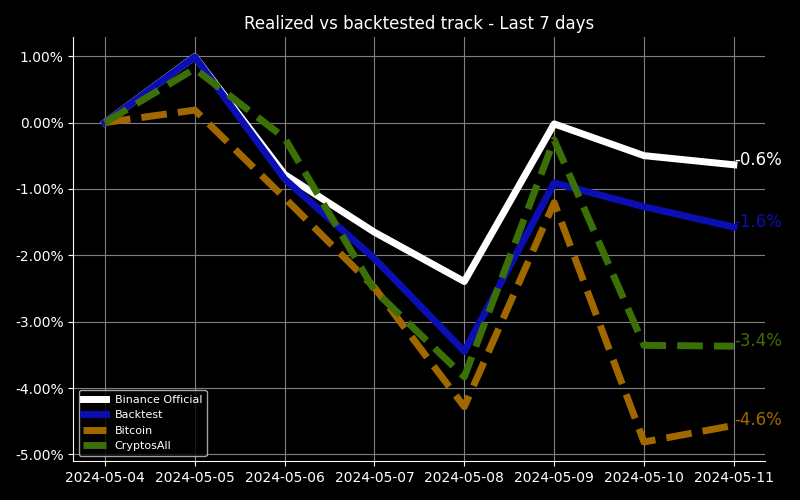 Realized vs backtested track - Last 7 days
1.00%
0.00%
-1.00%
-2.00%
-3.00%
-4.00%
-5.00%
-0.6%
-1.6%
-3.4%
-4.6%
Binance Official
Backtest
Bitcoin
CryptosAll
2024-05-04 2024-05-05 2024-05-06 2024-05-07 2024-05-08 2024-05-09 2024-05-10 2024-05-11